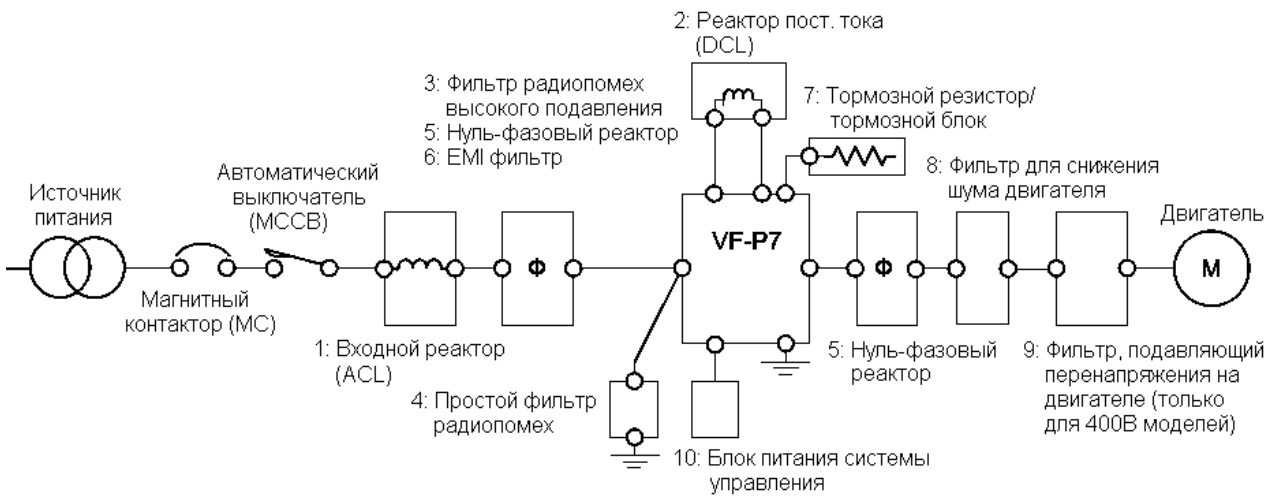 2: Реактор пост. тока
(DCL)
3: Фильтр радиопомех
высокого подавления
5: Нуль-фазовый реактор
6: EMI фильтр
7: Тормозной резистор/
тормозной блок
Источник
питания
Автоматический
выключатель
(MCCB)
8: Фильтр для снижения
шума двигателя
Двигатель
VF-P7
Ф
Ф
М
Магнитный
контактор (МС)
1: Входной реактор
(ACL)
4: Простой фильтр
радиопомех
5: Нуль-фазовый
реактор
9: Фильтр, подавляющий
перенапряжения на
двигателе (только
для 400В моделей)
10: Блок питания системы
управления